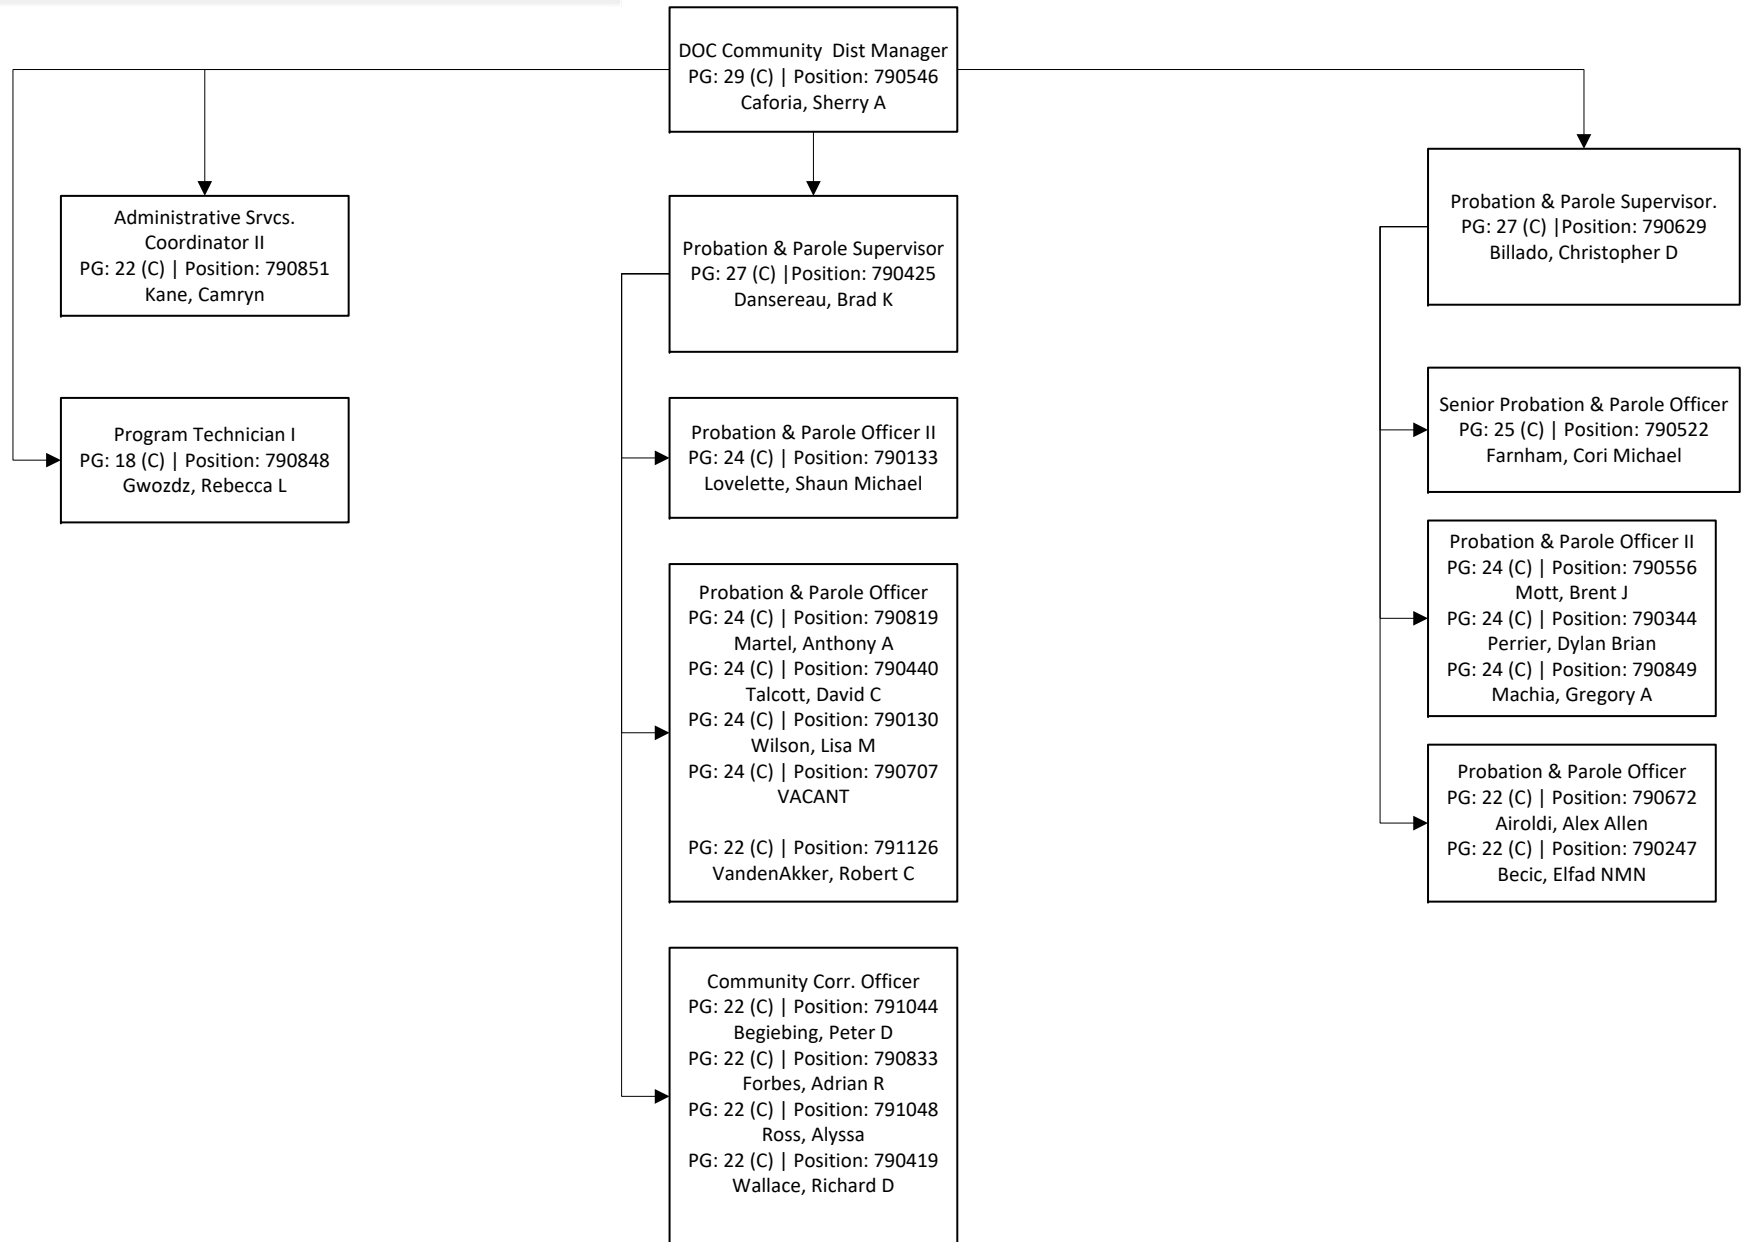 DOC Community  Dist Manager
PG: 29 (C) | Position: 790546
Caforia, Sherry A
Administrative Srvcs.
Coordinator II
PG: 22 (C) | Position: 790851
Kane, Camryn
Program Technician I
PG: 18 (C) | Position: 790848
Gwozdz, Rebecca L
Probation & Parole Supervisor
PG: 27 (C) |Position: 790425
Dansereau, Brad K
Probation & Parole Officer II
PG: 24 (C) | Position: 790133
Lovelette, Shaun Michael
Probation & Parole Officer
PG: 24 (C) | Position: 790819
Martel, Anthony A
PG: 24 (C) | Position: 790440
Talcott, David C
PG: 24 (C) | Position: 790130
Wilson, Lisa M
PG: 24 (C) | Position: 790707
VACANT
PG: 22 (C) | Position: 791126
VandenAkker, Robert C
Community Corr. Officer
PG: 22 (C) | Position: 791044
Begiebing, Peter D
PG: 22 (C) | Position: 790833
Forbes, Adrian R
PG: 22 (C) | Position: 791048
Ross, Alyssa
PG: 22 (C) | Position: 790419
Wallace, Richard D
Probation & Parole Supervisor.
PG: 27 (C) |Position: 790629
Billado, Christopher D
Senior Probation & Parole Officer
PG: 25 (C) | Position: 790522
Farnham, Cori Michael
Probation & Parole Officer II
PG: 24 (C) | Position: 790556
Mott, Brent J
PG: 24 (C) | Position: 790344
Perrier, Dylan Brian
PG: 24 (C) | Position: 790849
Machia, Gregory A
Probation & Parole Officer
PG: 22 (C) | Position: 790672
Airoldi, Alex Allen
PG: 22 (C) | Position: 790247
Becic, Elfad NMN